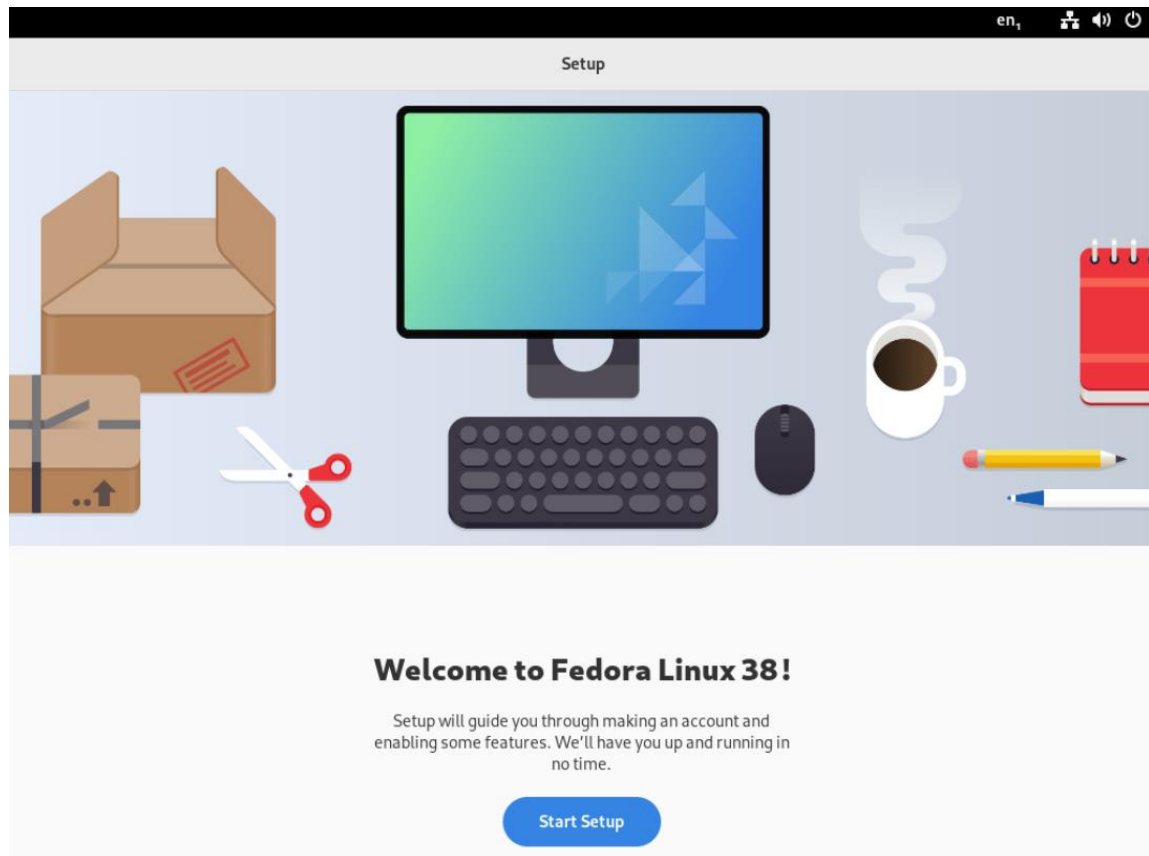 en₁
Setup
Welcome to Fedora Linux 38!
Setup will guide you through making an account and
enabling some features. We'll have you up and running in
no time.
Start Setup